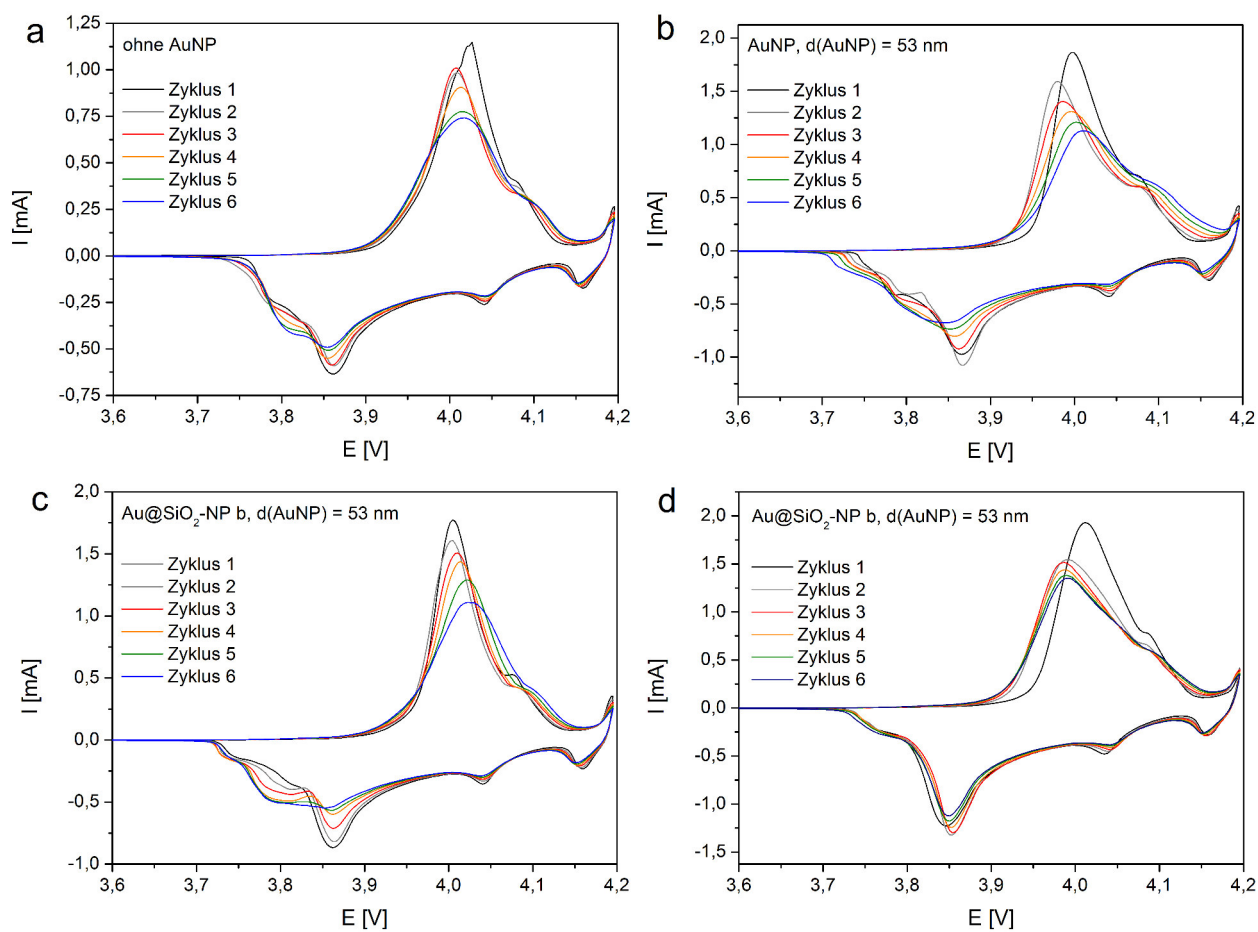 a
ohne AuNP
Zyklus 1
Zyklus 2
Zyklus 3
Zyklus 4
Zyklus 5
Zyklus 6
1,25
1,00
0,75
0,50
0,25
0,00
-0,25
-0,50
-0,75
I [mA]
3,6 3,7 3,8 3,9 4,0 4,1 4,2
E [V]
b
AuNP, d(AuNP) = 53 nm
Zyklus 1
Zyklus 2
Zyklus 3
Zyklus 4
Zyklus 5
Zyklus 6
2,0
1,5
1,0
0,5
0,0
-0,5
-1,0
I [mA]
3,6 3,7 3,8 3,9 4,0 4,1 4,2
E [V]
c
Au@SiO₂-NP b, d(AuNP) = 53 nm
Zyklus 1
Zyklus 2
Zyklus 3
Zyklus 4
Zyklus 5
Zyklus 6
2,0
1,5
1,0
0,5
0,0
-0,5
-1,0
I [mA]
3,6 3,7 3,8 3,9 4,0 4,1 4,2
E [V]
d
Au@SiO₂-NP b, d(AuNP) = 53 nm
Zyklus 1
Zyklus 2
Zyklus 3
Zyklus 4
Zyklus 5
Zyklus 6
2,0
1,5
1,0
0,5
0,0
-0,5
-1,0
-1,5
I [mA]
3,6 3,7 3,8 3,9 4,0 4,1 4,2
E [V]